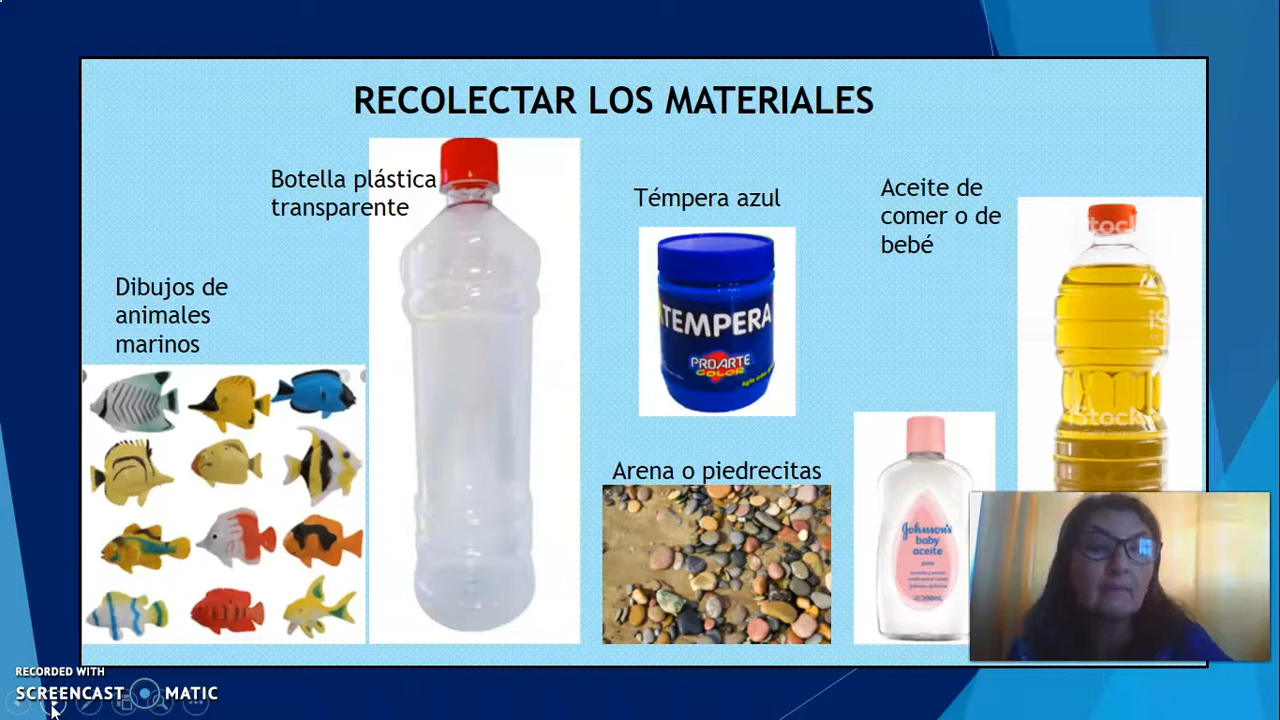 RECOLECTAR LOS MATERIALES
Botella plástica
transparente
Témpera azul
Aceite de
comer o de
bebé
Dibujos de
animales
marinos
TEMPERA
PROARTE
COLOR
iStock
Arena o piedrecitas
Johnson's
baby
aceite
RECORDED WITH
SCREENCAST MATIC